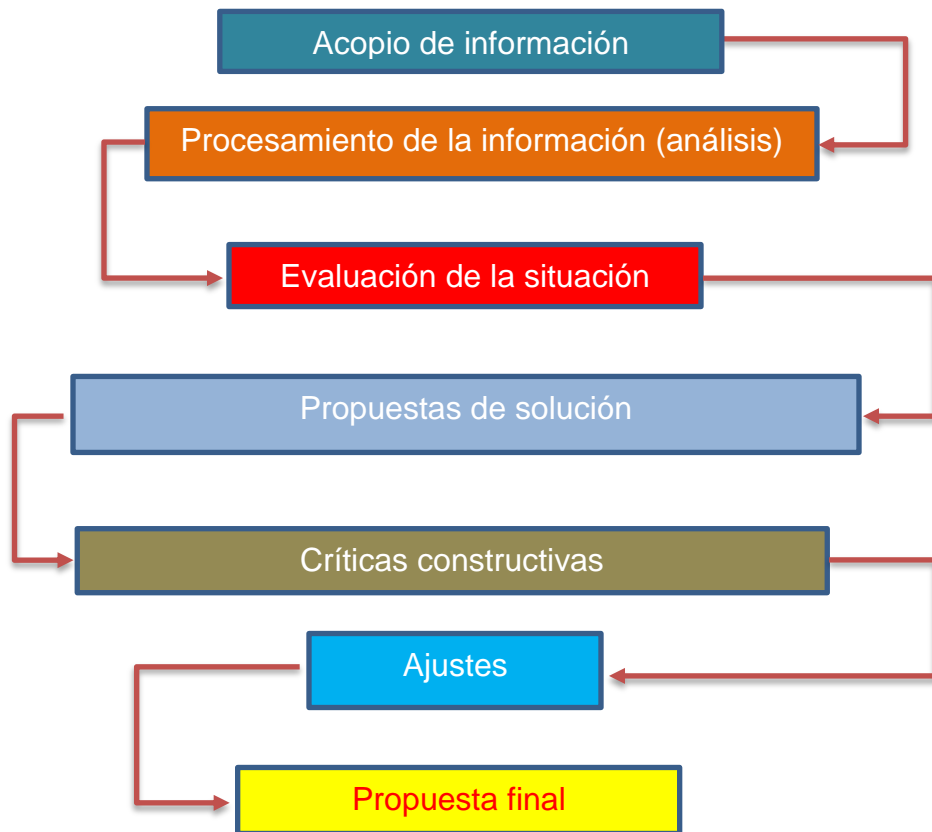 Acopio de información
Procesamiento de la información (análisis)
Evaluación de la situación
Propuestas de solución
Críticas constructivas
Ajustes
Propuesta final